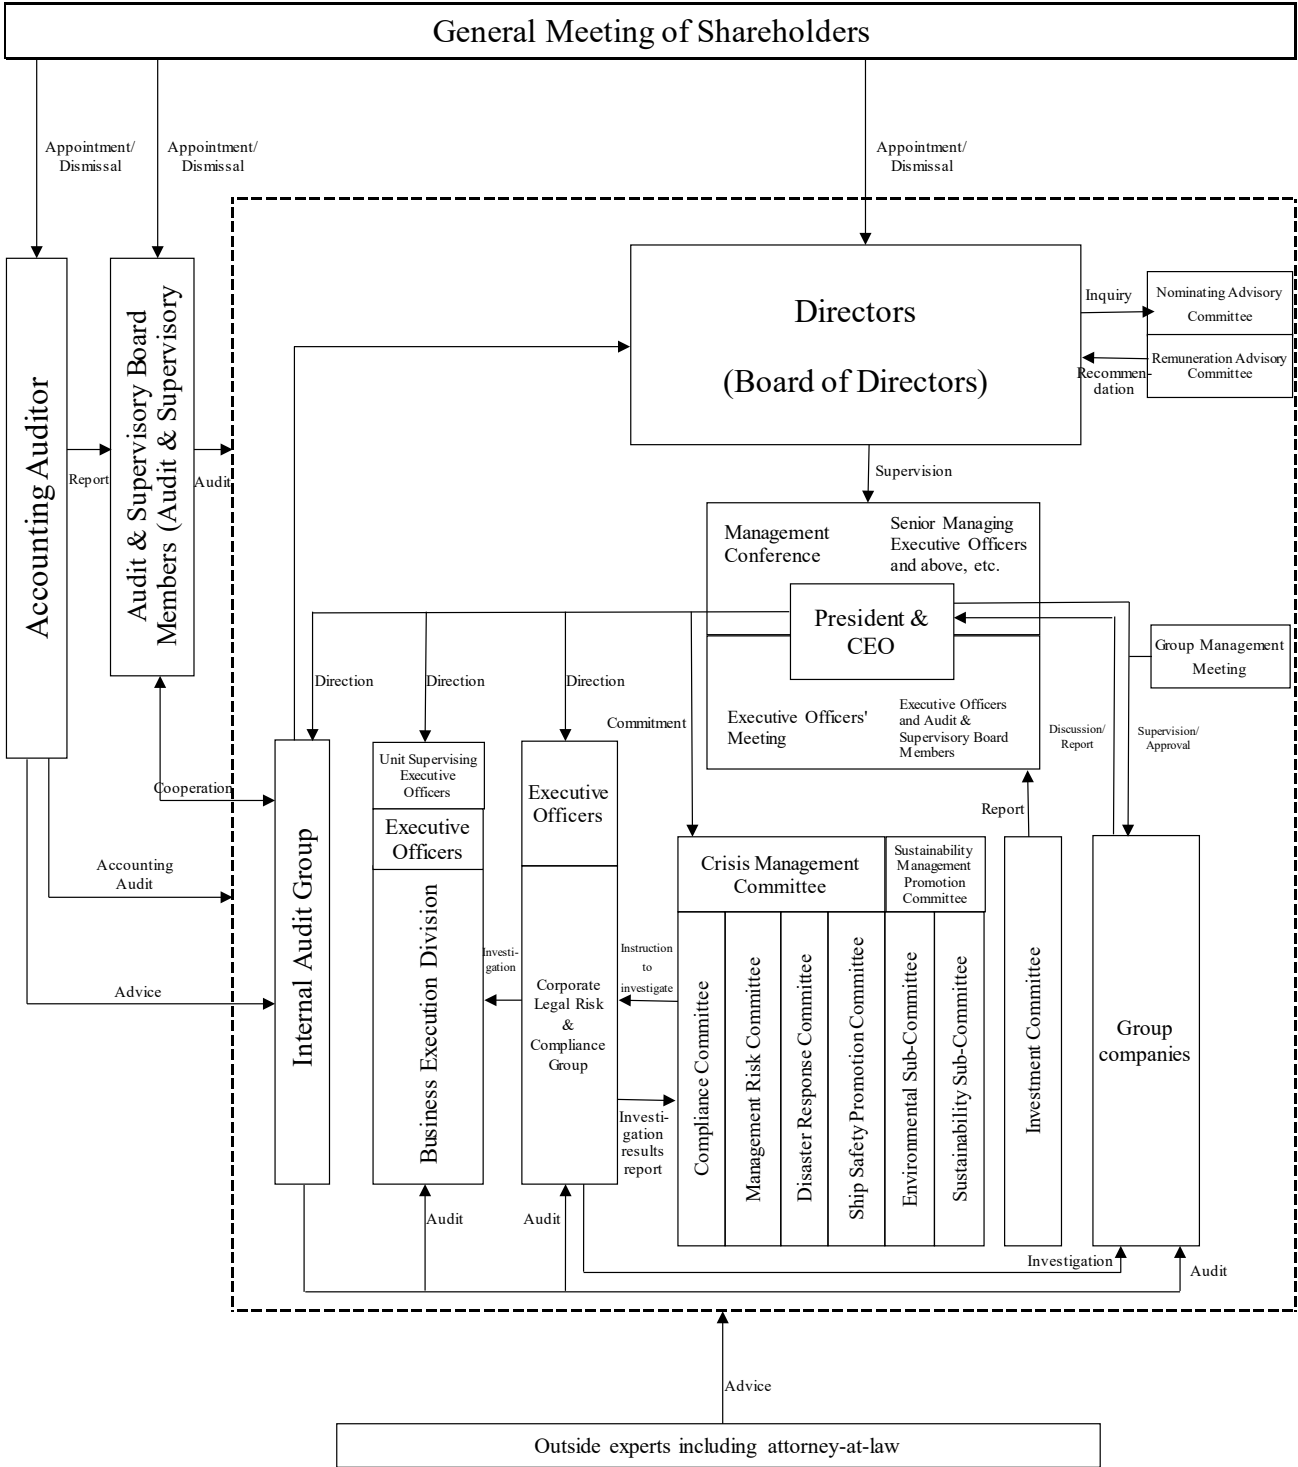 General Meeting of Shareholders
Appointment/
Dismissal
Appointment/
Dismissal
Appointment/
Dismissal
Accounting Auditor
Report
Audit & Supervisory Board
Members (Audit & Supervisory
Audit
Directors
(Board of Directors)
Inquiry
Nominating Advisory
Committee
Remuneration Advisory
Committee
Recommen-
dation
Supervision
Management
Conference
Senior Managing
Executive Officers
and above, etc.
President &
CEO
Executive Officers'
Meeting
Executive Officers
and Audit &
Supervisory Board
Members
Group Management
Meeting
Direction
Direction
Direction
Commitment
Discussion/
Report
Supervision/
Approval
Cooperation
Accounting
Audit
Advice
Internal Audit Group
Unit Supervising
Executive
Officers
Executive
Officers
Business Execution Division
Investi-
gation
Executive
Officers
Corporate
Legal Risk
&
Compliance
Group
Instruction
to
investigate
Investi-
gation
results
report
Crisis Management
Committee
Sustainability
Management
Promotion
Committee
Compliance Committee
Management Risk Committee
Disaster Response Committee
Ship Safety Promotion Committee
Environmental Sub-Committee
Sustainability Sub-Committee
Report
Investment Committee
Group
companies
Audit
Audit
Investigation
Audit
Advice
Outside experts including attorney-at-law